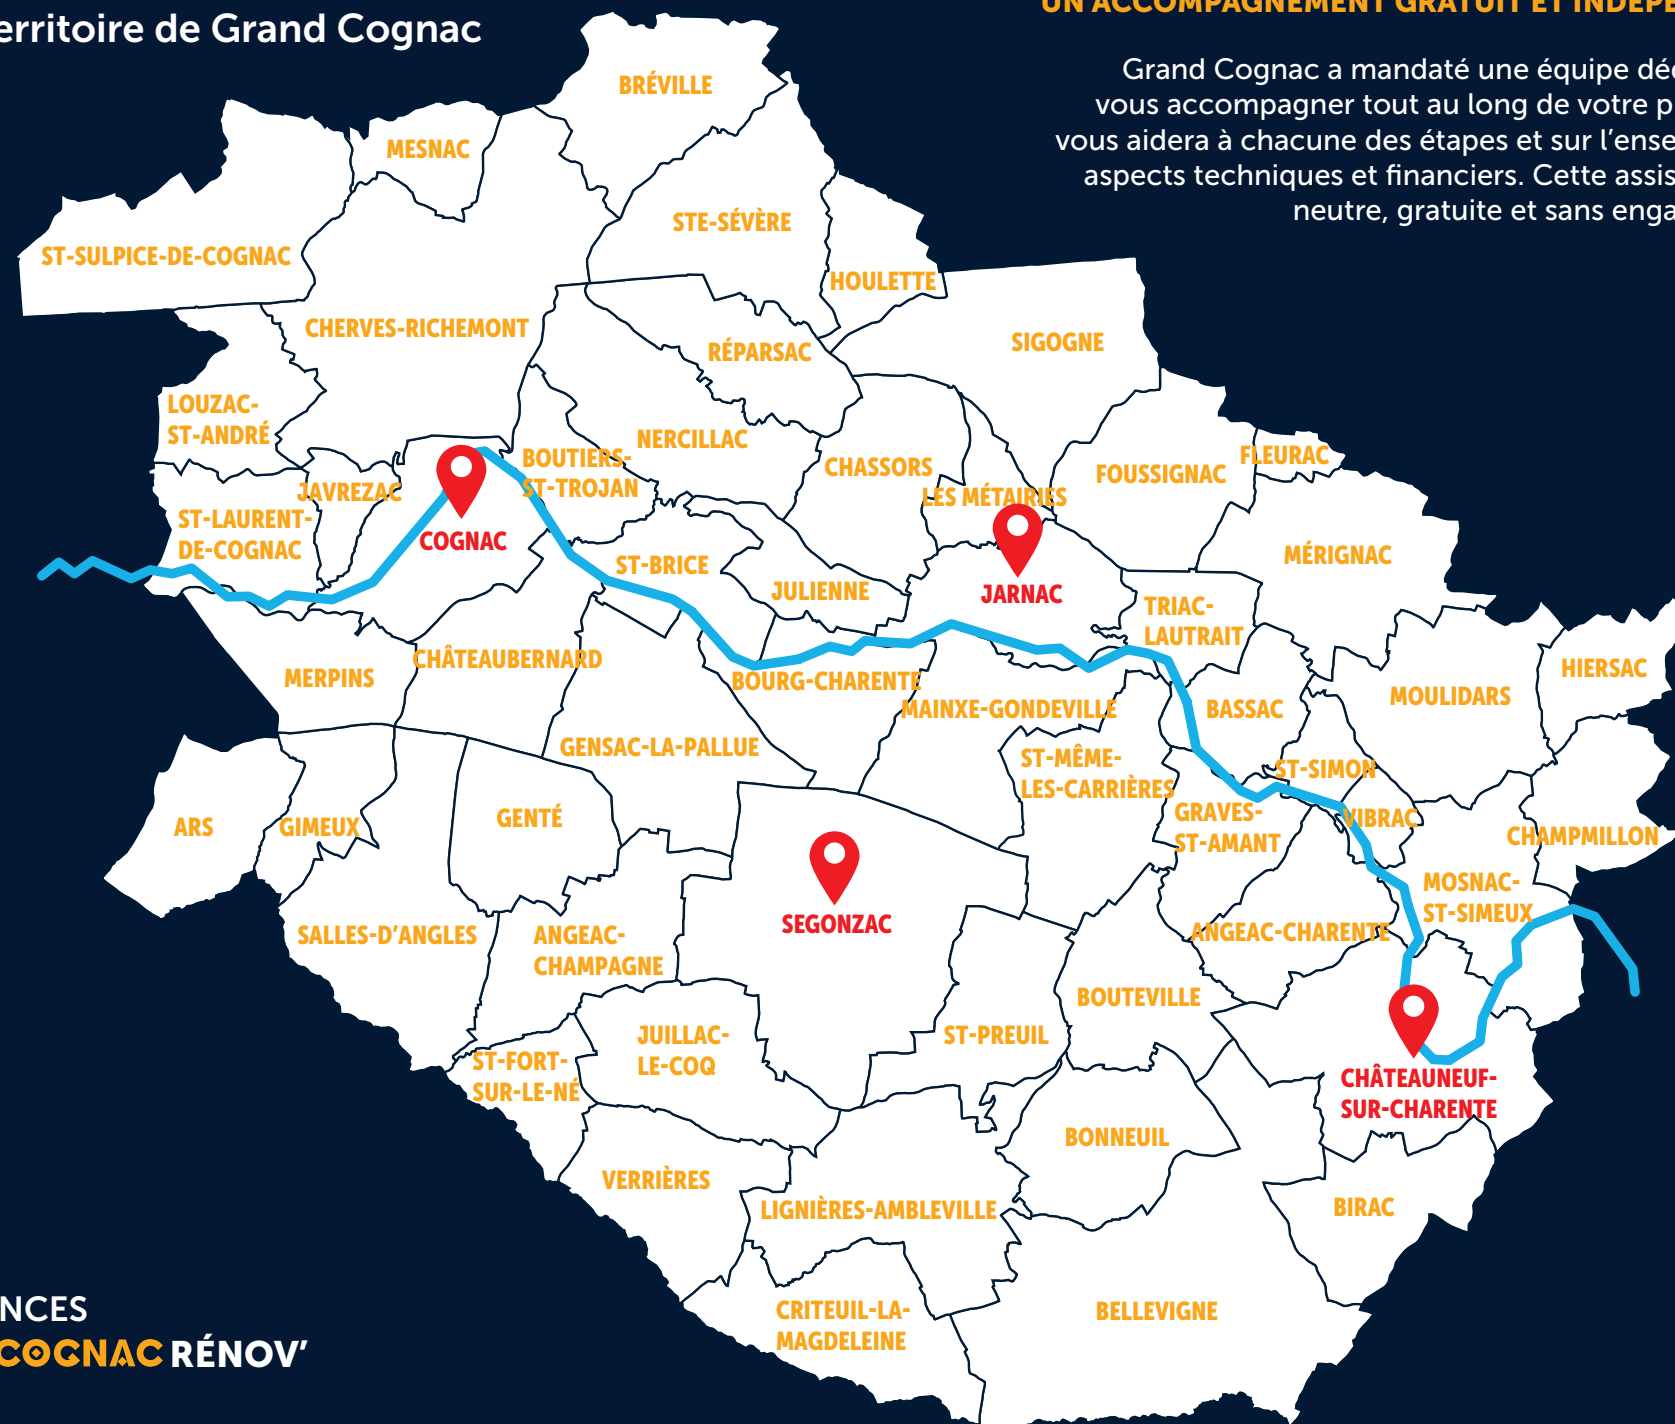 erritoire de Grand Cognac
UN ACCOMPAGNEMENT GRATUIT ET INDÉPE
Grand Cognac a mandaté une équipe déd
vous accompagner tout au long de votre p
vous aidera à chacune des étapes et sur l'ense
aspects techniques et financiers. Cette assis
neutre, gratuite et sans enga
BRÉVILLE
MESNAC
STE-SÉVÈRE
ST-SULPICE-DE-COGNAC
HOULETTE
CHERVES-RICHEMONT
SIGOGNE
RÉPARSAC
LOUZAC-
ST-ANDRÉ
NERCILLAC
BOUTIERS-
ST-TROJAN
CHASSORS
FLEURAC
FOUSSIGNAC
JAVREZAC
LES MÉTAIRIES
ST-LAURENT-
DE-COGNAC
COGNAC
MÉRIGNAC
ST-BRICE
JULIENNE
JARNAC
TRIAC-
LAUTRAIT
CHÂTEAUBERNARD
HIERSAC
MERPINS
BOURG-CHARENTE
MOULIDARS
MAINXE-GONDEVILLE
BASSAC
GENSAC-LA-PALLUE
ST-MÊME-
LES-CARRIÈRES
ST-SIMON
GRAVES-
ST-AMANT
VIBRAC
GENTÉ
ARS
GIMEUX
CHAMPMILLON
MOSNAC-
ST-SIMEUX
SEGONZAC
ANGEAC-CHARENTE
SALLES-D'ANGLES
ANGEAC-
CHAMPAGNE
BOUTEVILLE
JUILLAC-
LE-COQ
ST-PREUIL
ST-FORT-
SUR-LE-NÉ
CHÂTEAUNEUF-
SUR-CHARENTE
BONNEUIL
VERRIÈRES
LIGNIÈRES-AMBLEVILLE
BIRAC
CRITEUIL-LA-
MAGDELEINE
BELLEVIGNE
NCES
COGNAC RÉNOV'